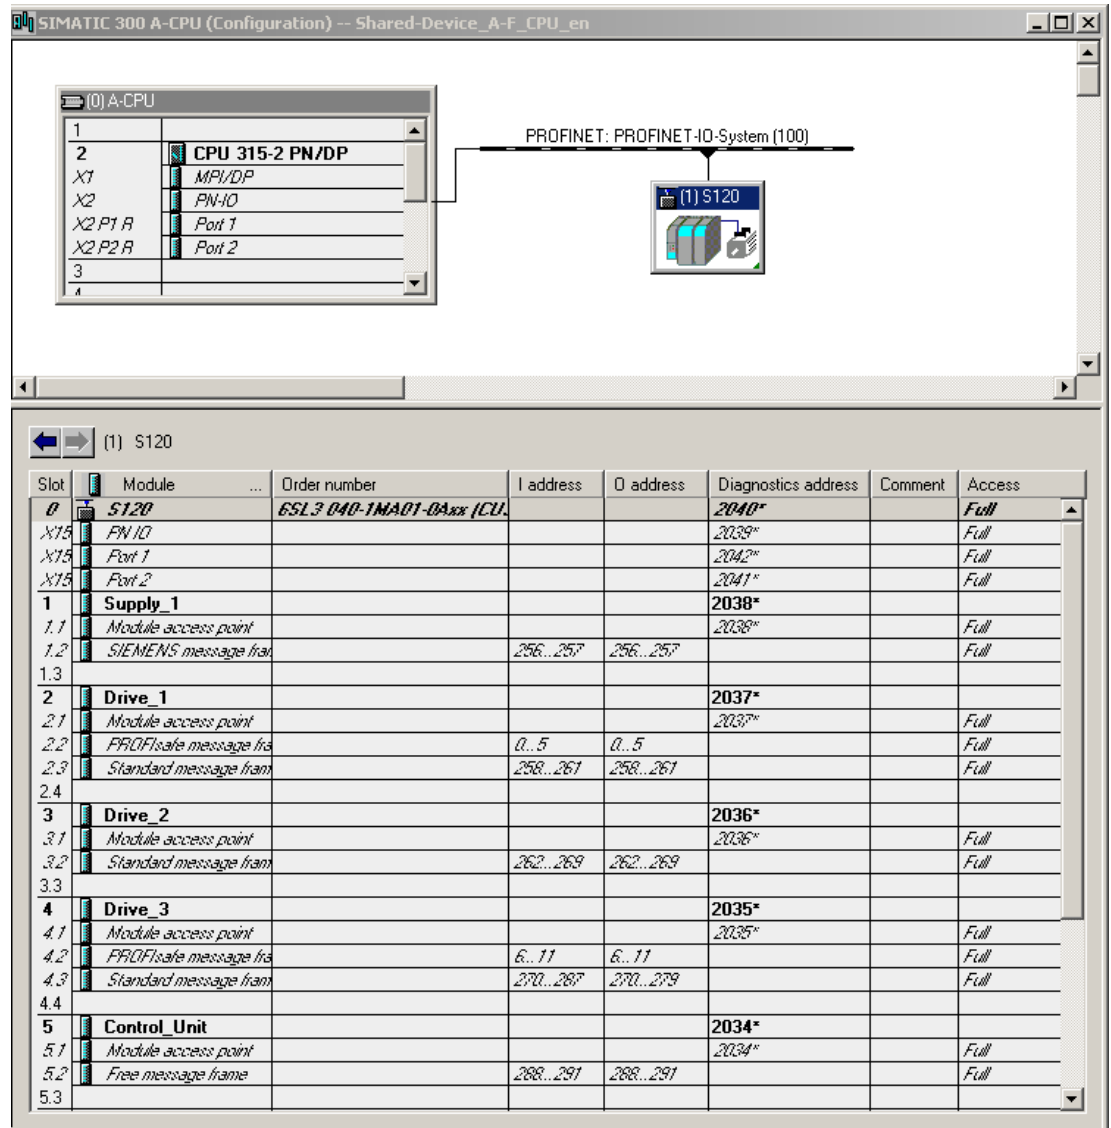 SIMATIC 300 A-CPU (Configuration) -- Shared-Device_A-F_CPU_en
(0) A-CPU
1
2 CPU 315-2 PN/DP
X1 MPI/DP
X2 PN-IO
X2 P1 R Port 1
X2 P2 R Port 2
3
4
PROFINET: PROFINET-IO-System (100)
(1) S120
(1) S120
Slot Module ... Order number I address O address Diagnostics address Comment Access
0 S120 6SL3 040-1MA01-0Axx (CU. 2040* Full
X15 PN IO 2039* Full
X15 Port 1 2042* Full
X15 Port 2 2041* Full
1 Supply_1 2038*
1.1 Module access point 2038* Full
1.2 SIEMENS message fra 256...257 256...257 Full
1.3
2 Drive_1 2037*
2.1 Module access point 2037* Full
2.2 PROFIsafe message fra 0...5 0...5 Full
2.3 Standard message fram 258...261 258...261 Full
2.4
3 Drive_2 2036*
3.1 Module access point 2036* Full
3.2 Standard message fram 262...269 262...269 Full
3.3
4 Drive_3 2035*
4.1 Module access point 2035* Full
4.2 PROFIsafe message fra 6...11 6...11 Full
4.3 Standard message fram 270...287 270...279 Full
4.4
5 Control_Unit 2034*
5.1 Module access point 2034* Full
5.2 Free message frame 288...291 288...291 Full
5.3